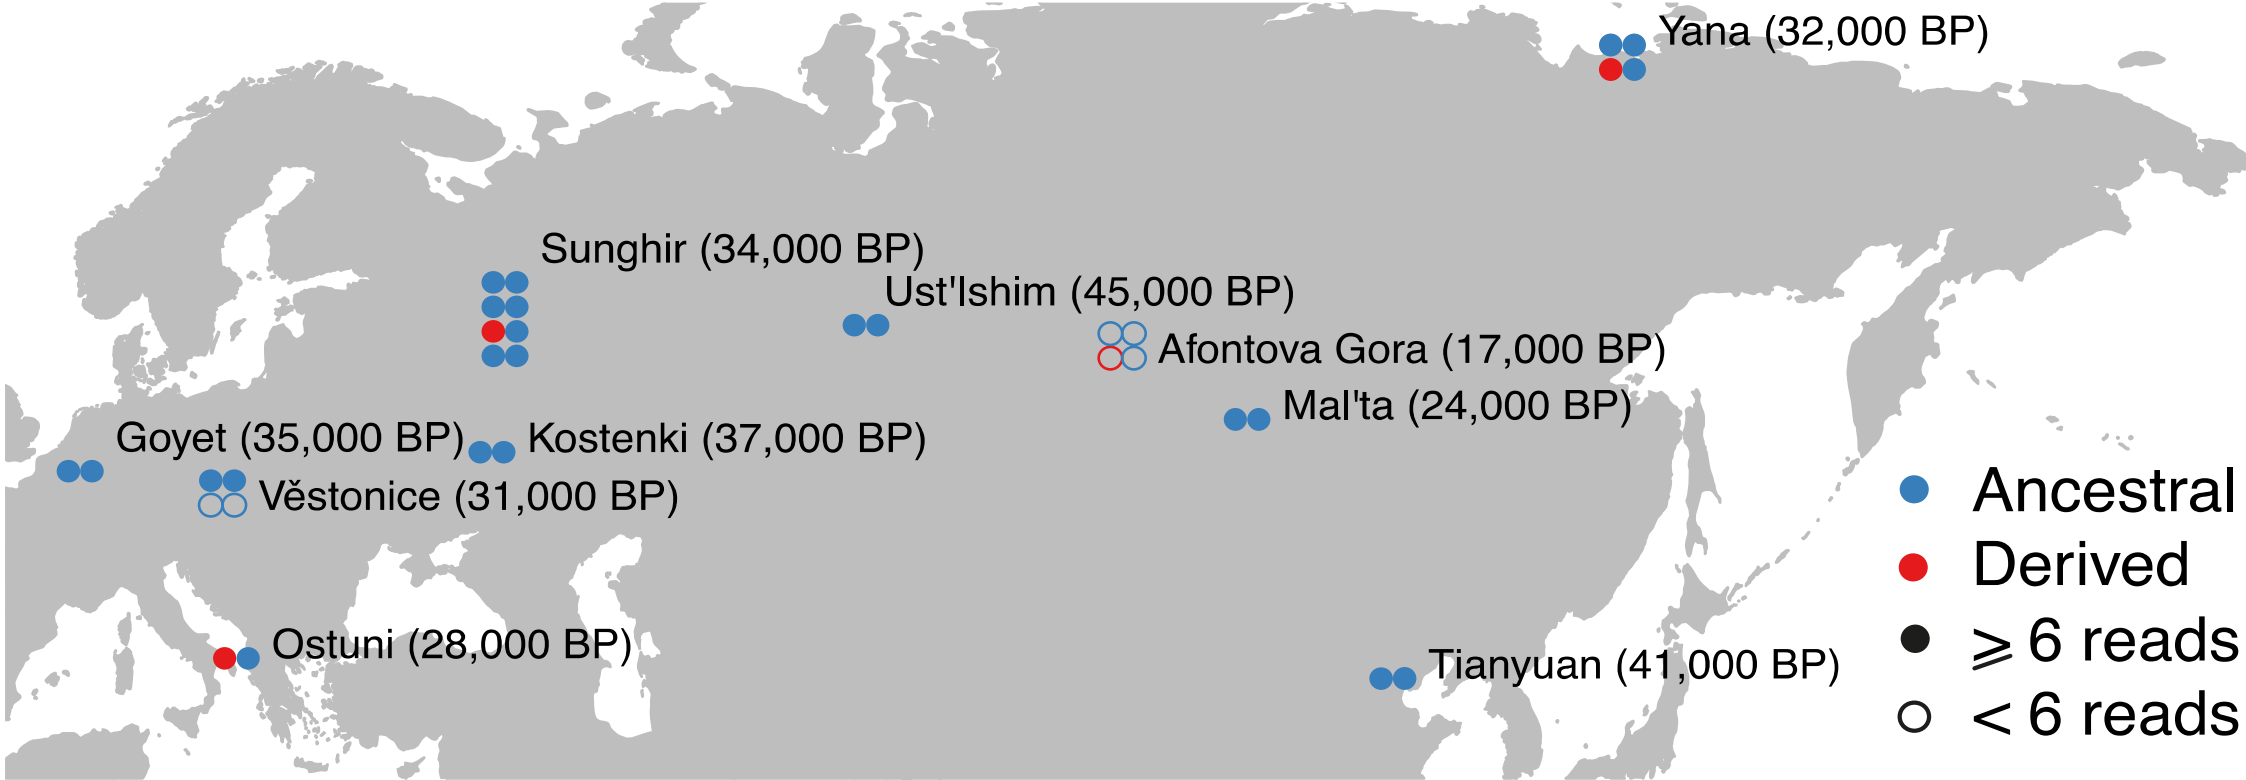 Yana (32,000 BP)
Sunghir (34,000 BP)
Ust'Ishim (45,000 BP)
Afontova Gora (17,000 BP)
Mal'ta (24,000 BP)
Goyet (35,000 BP)
Kostenki (37,000 BP)
Věstonice (31,000 BP)
Ostuni (28,000 BP)
Tianyuan (41,000 BP)
Ancestral
Derived
⩾ 6 reads
< 6 reads